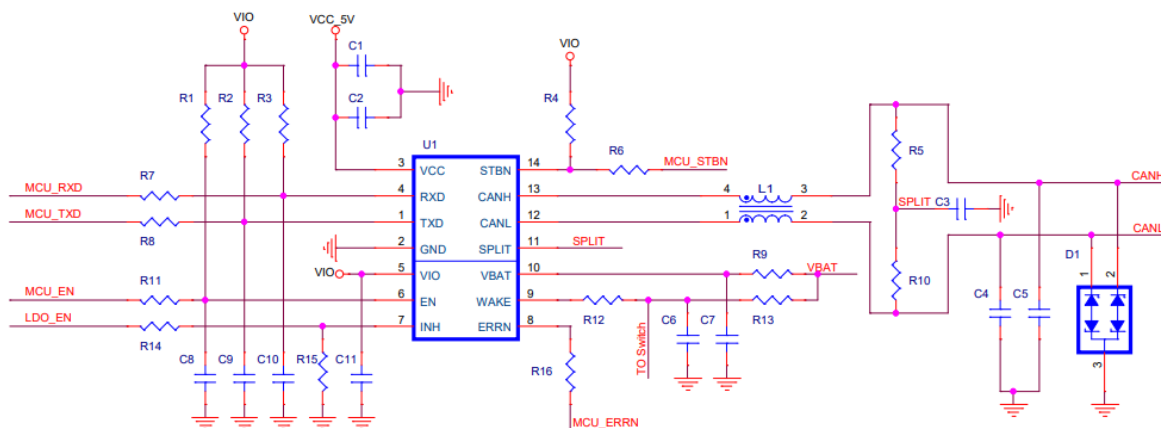 VIO
VCC_5V
C1
VIO
R1
R2
R3
C2
R4
U1
R6
R5
MCU_STBN
3
VCC
STBN
14
CANH
MCU_RXD
R7
4
RXD
CANH
13
4
L1
3
SPLIT
C3
MCU_TXD
1
TXD
CANL
12
1
2
CANL
R8
2
GND
SPLIT
11
SPLIT
R9
D1
1
2
VIO
5
VIO
VBAT
10
VBAT
R10
MCU_EN
R11
6
EN
WAKE
9
C4
C5
LDO_EN
7
INH
ERRN
8
R12
C6
C7
R13
R14
TO Switch
3
C8
C9
C10
R15
C11
R16
MCU_ERRN